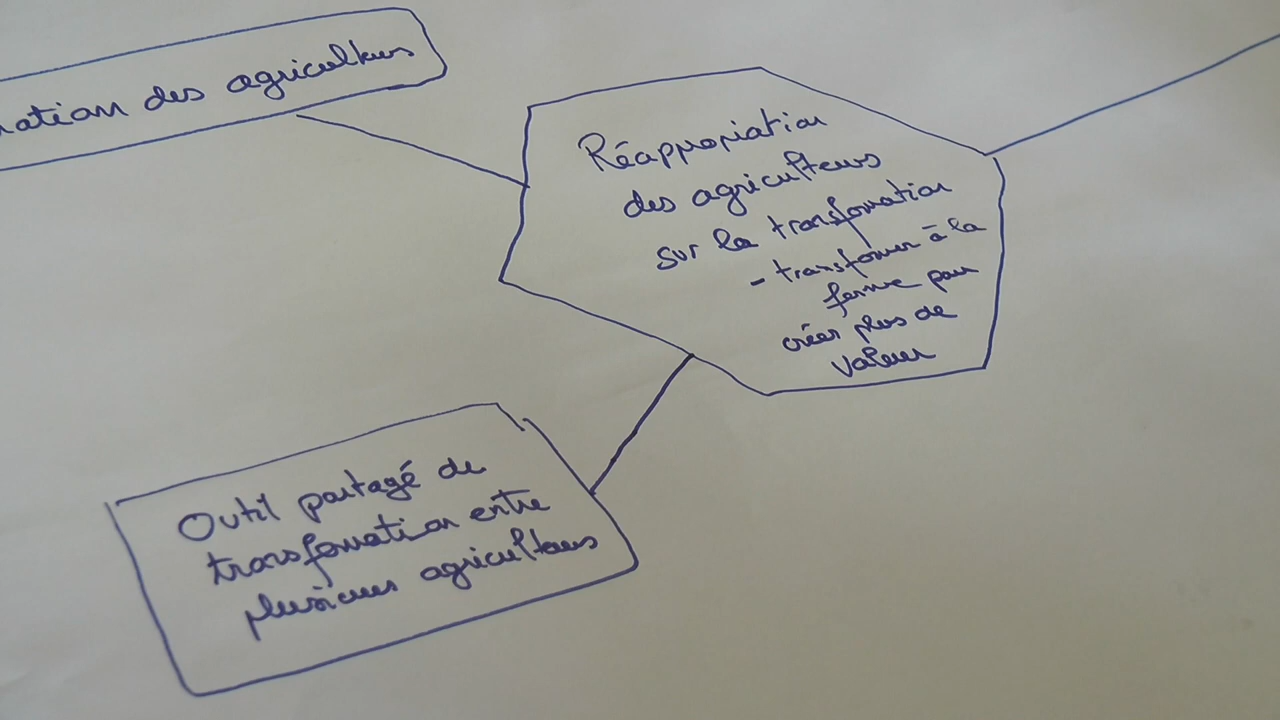 des agriculteurs
Réappropriation
des agriculteurs
sur la transformation
- transformer à la
ferme pour
créer plus de
valeur
Outil partagé de
transformation entre
plusieurs agriculteurs